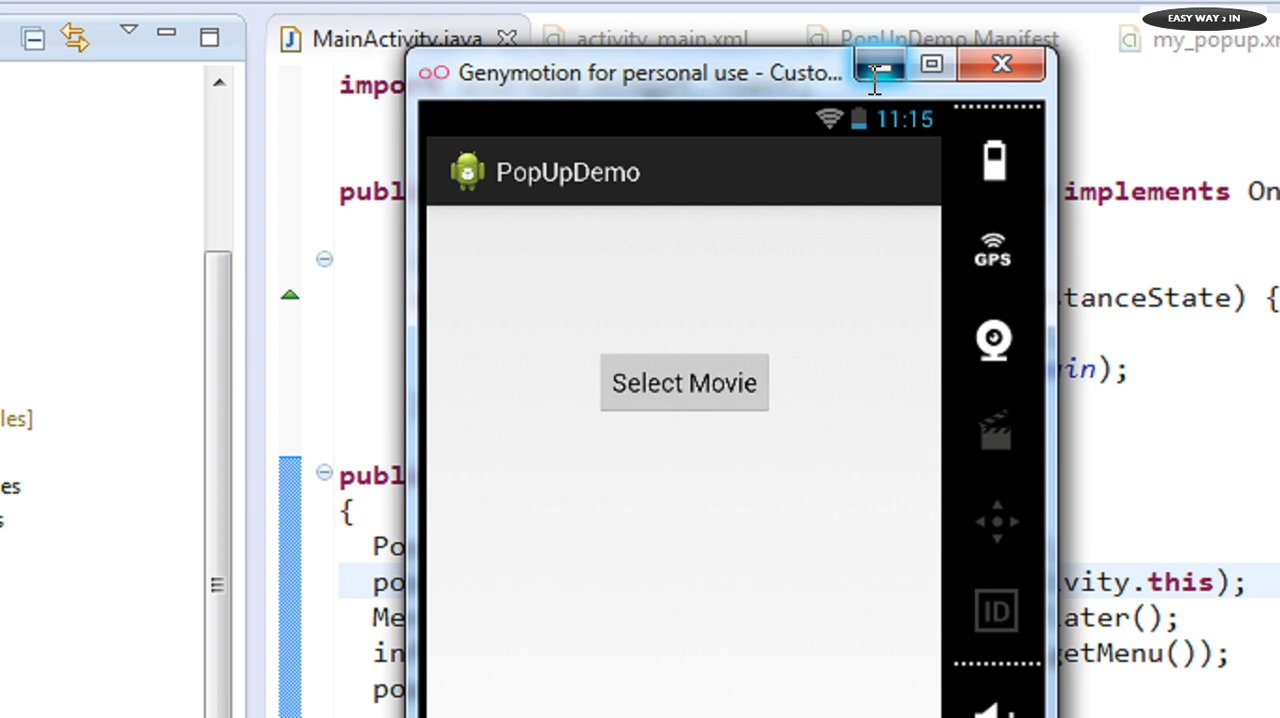 EASY WAY 2 IN
MainActivity.java
activity_main.xml
PopUpDemo Manifest
my_popup.xm
Genymotion for personal use - Custo...
impo
11:15
PopUpDemo
publ
implements On
GPS
tanceState) {
Select Movie
in);
les]
publ
es
{
s
Po
po
vity.this);
ID
Me
ater();
in
getMenu());
po